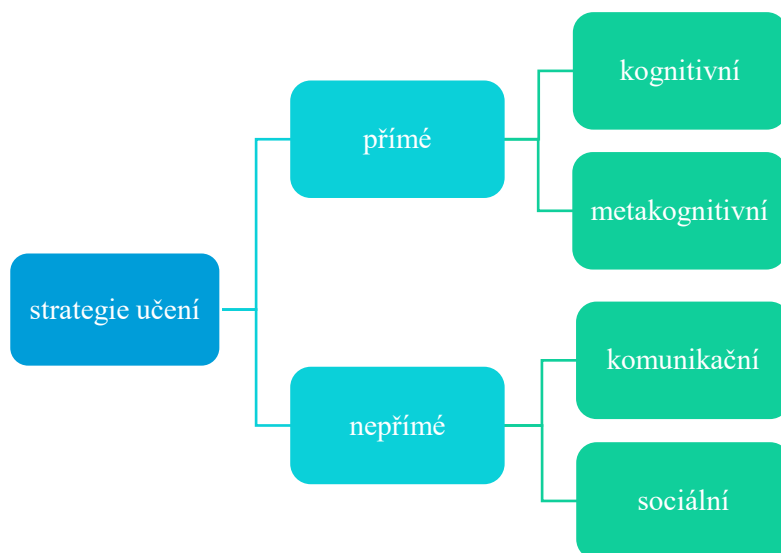 strategie učení
přímé
kognitivní
metakognitivní
nepřímé
komunikační
sociální